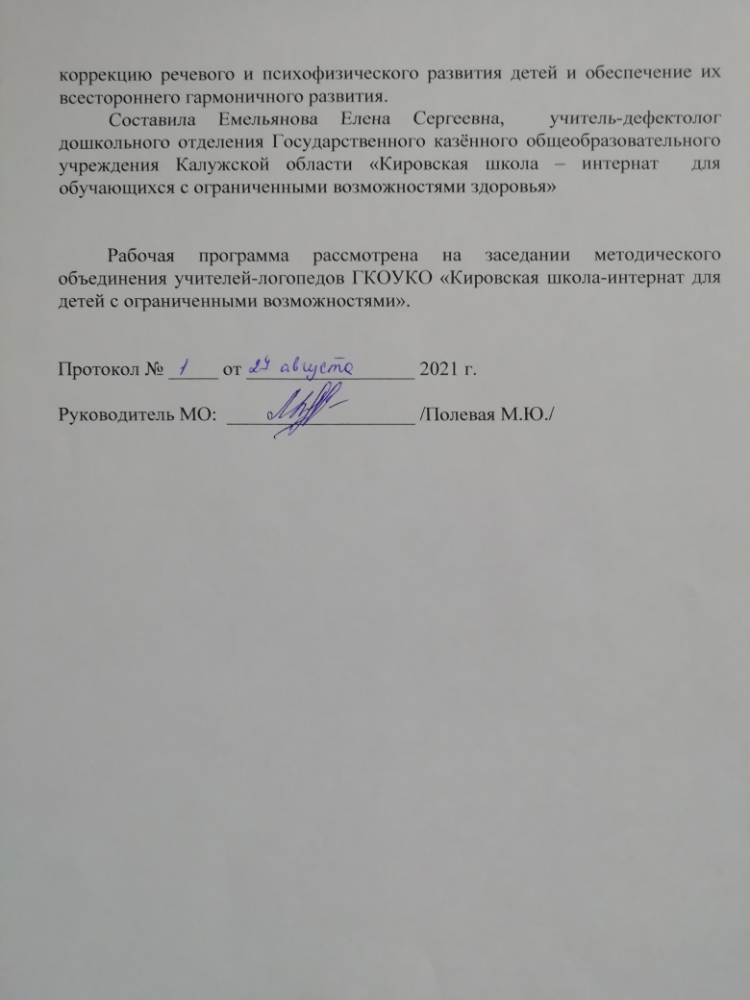 коррекцию речевого и психофизического развития детей и обеспечение их
всестороннего гармоничного развития.
Составила Емельянова Елена Сергеевна, учитель-дефектолог
дошкольного отделения Государственного казённого общеобразовательного
учреждения Калужской области «Кировская школа – интернат для
обучающихся с ограниченными возможностями здоровья»
Рабочая программа рассмотрена на заседании методического
объединения учителей-логопедов ГКОУКО «Кировская школа-интернат для
детей с ограниченными возможностями».
Протокол № 1 от 27 августа 2021 г.
Руководитель МО: /Полевая М.Ю./